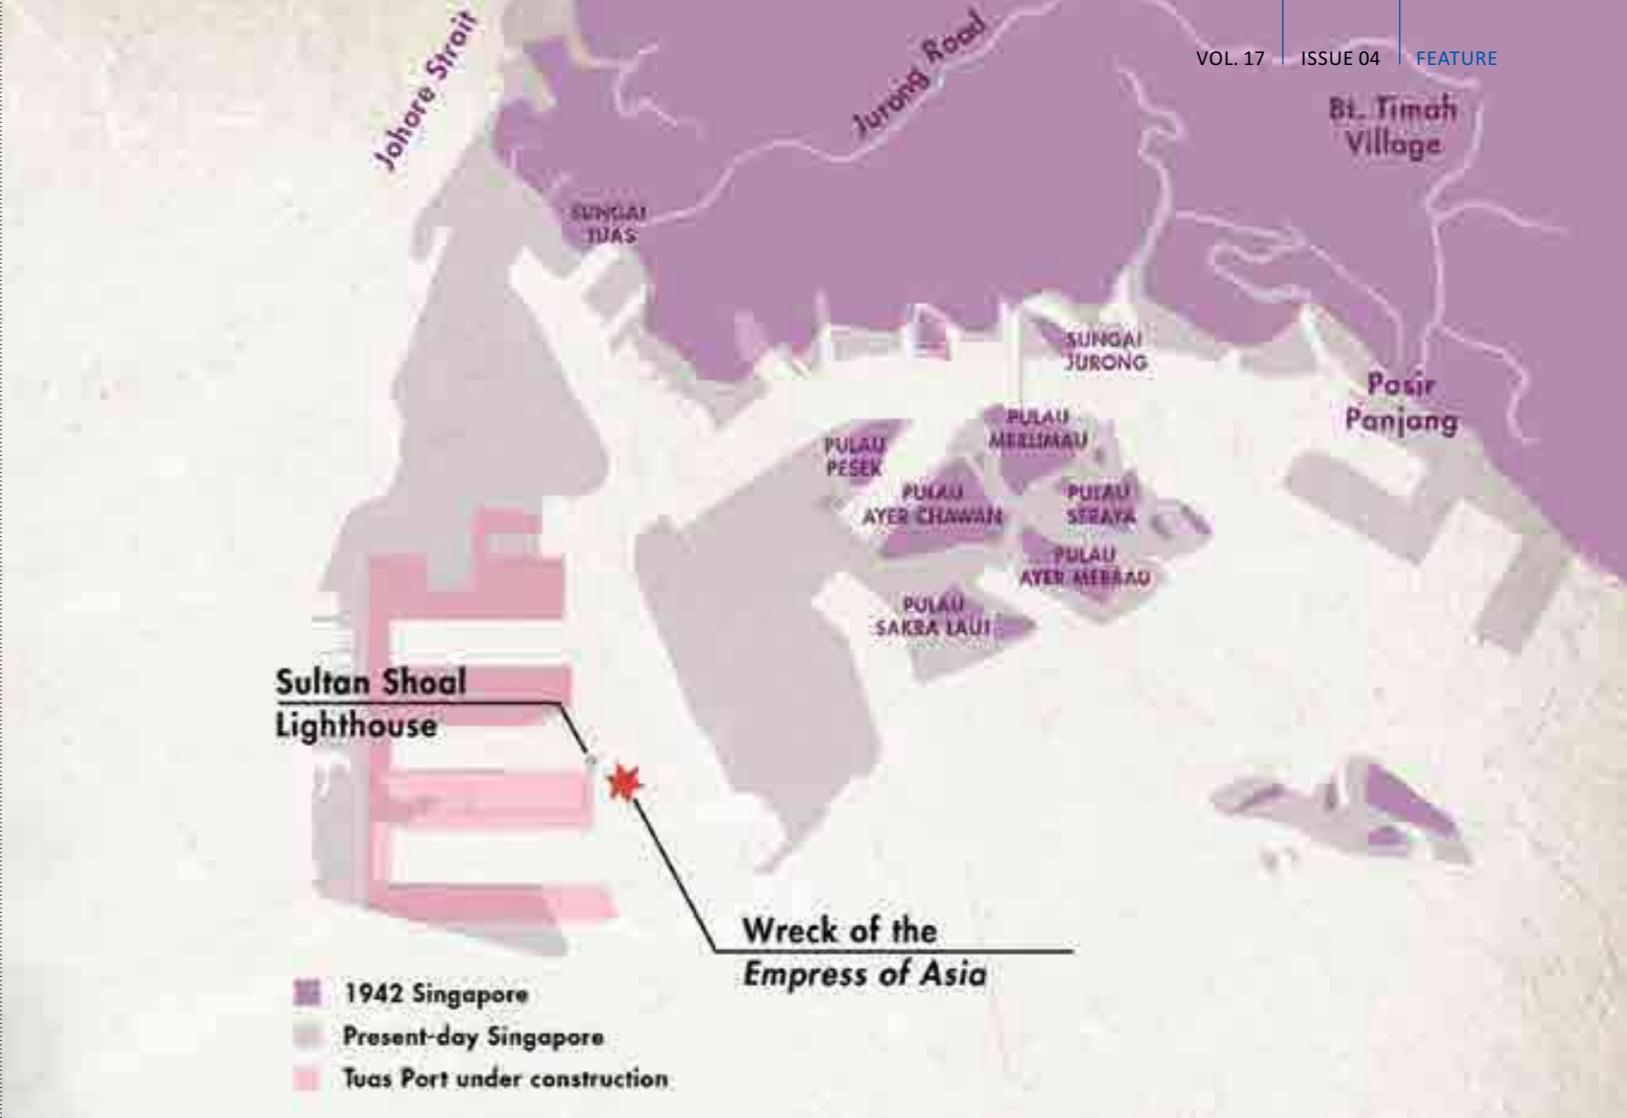 VOL. 17
ISSUE 04
FEATURE
Johore Strait
Jurong Road
Bt. Timah
Village
SUNGAI
TUAS
SUNGAI
JURONG
Pasir
Panjang
PULAU
MERLIMAU
PULAU
PESEK
PULAU
AYER CHAWAN
PULAU
SERAYA
PULAU
AYER MERBAU
PULAU
SAKRA LAUT
Sultan Shoal
Lighthouse
Wreck of the
Empress of Asia
1942 Singapore
Present-day Singapore
Tuas Port under construction